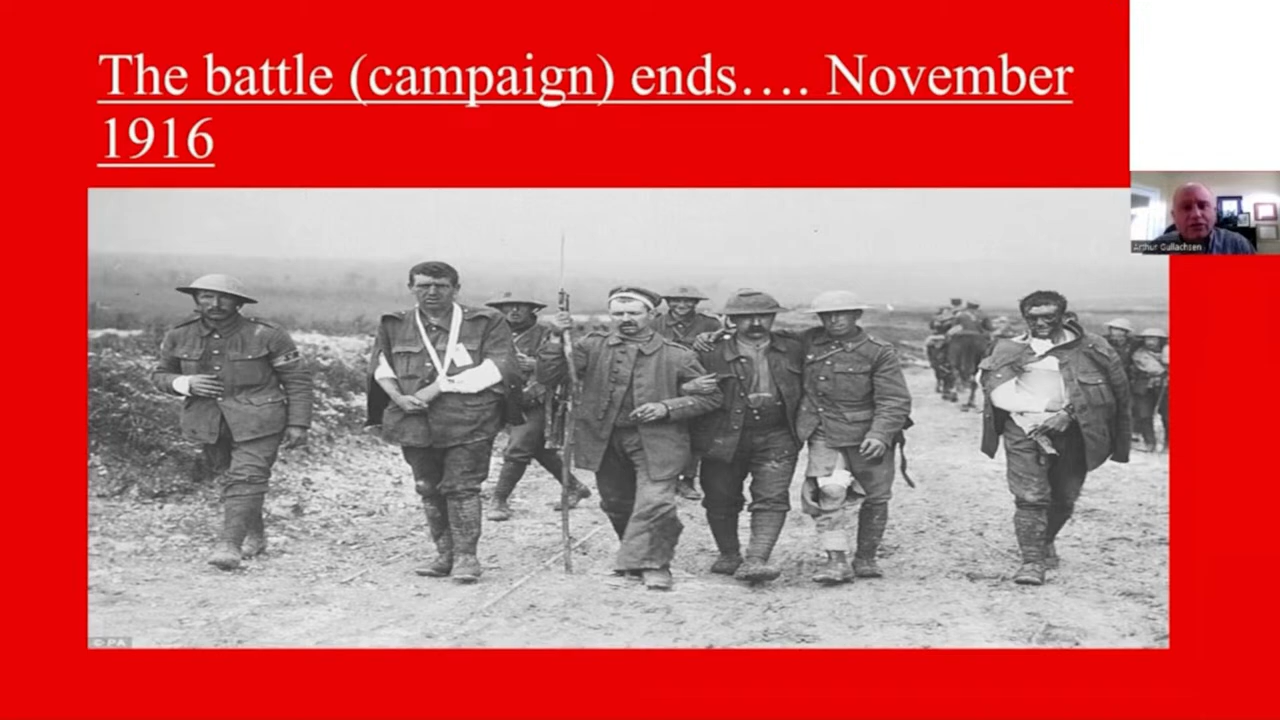 The battle (campaign) ends…. November
1916
Arthur Gullachsen
© PA